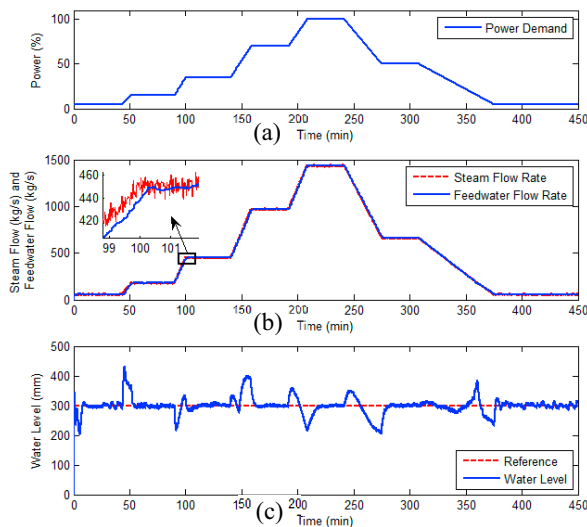 100
50
0
Power (%)
Power Demand
0 50 100 150 200 250 300 350 400 450
(a)
Time (min)
1500
1000
500
0
Steam Flow (kg/s) and
Feedwater Flow (kg/s)
460
440
420
99 100 101
Steam Flow Rate
Feedwater Flow Rate
0 50 100 150 200 250 300 350 400 450
(b)
Time (min)
500
400
300
200
100
0
Water Level (mm)
Reference
Water Level
0 50 100 150 200 250 300 350 400 450
(c)
Time (min)